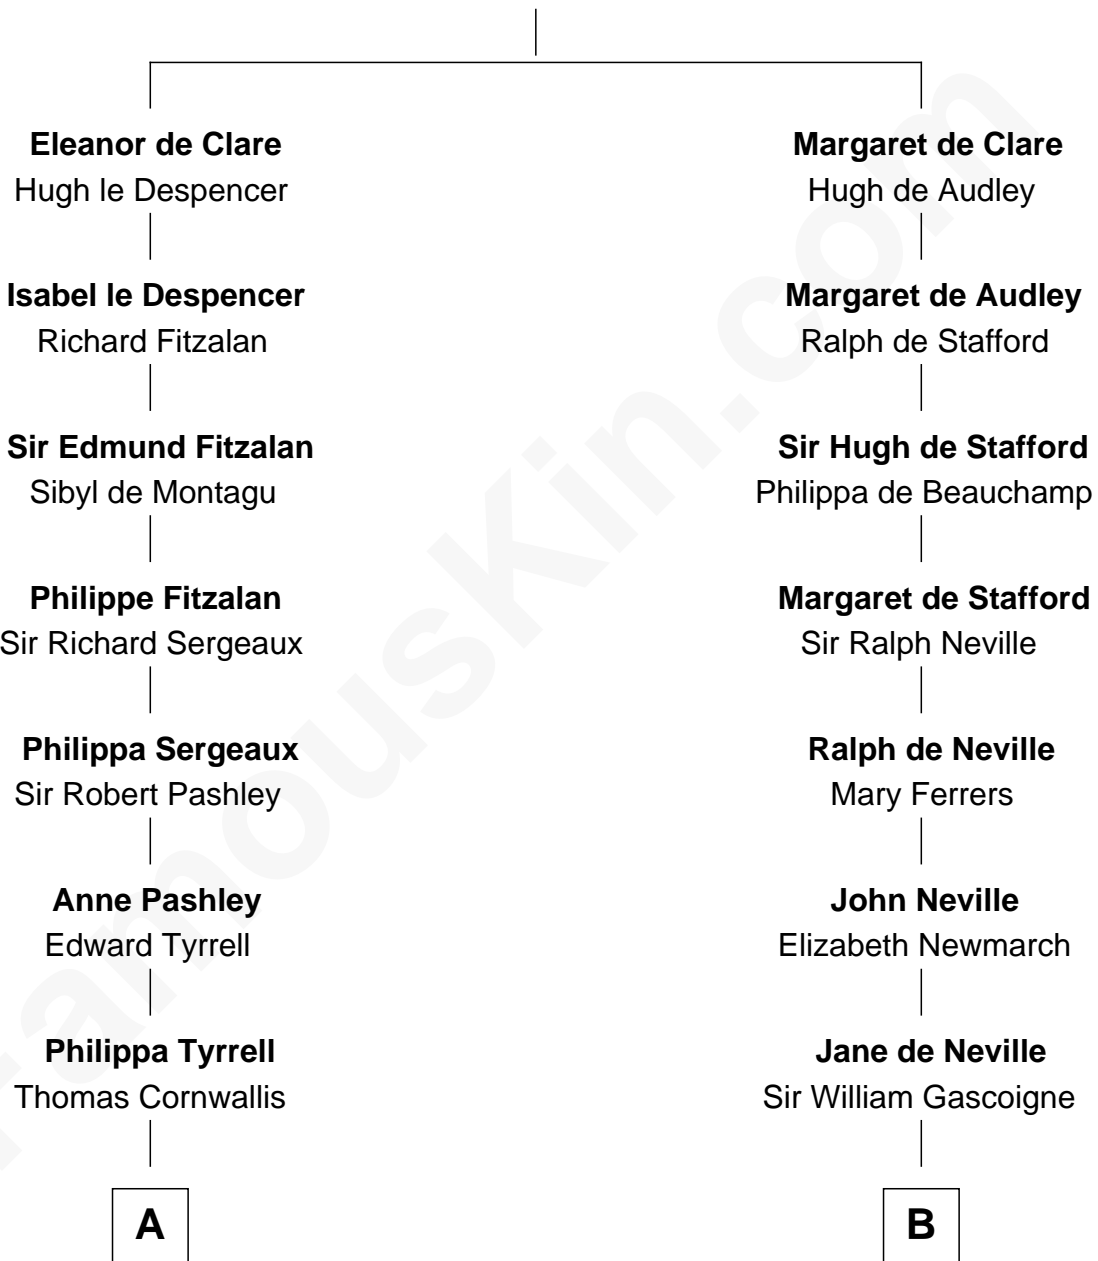 Eleanor de Clare
Hugh le Despencer
Margaret de Clare
Hugh de Audley
Isabel le Despencer
Richard Fitzalan
Margaret de Audley
Ralph de Stafford
Sir Edmund Fitzalan
Sibyl de Montagu
Sir Hugh de Stafford
Philippa de Beauchamp
Philippe Fitzalan
Sir Richard Sergeaux
Margaret de Stafford
Sir Ralph Neville
Philippa Sergeaux
Sir Robert Pashley
Ralph de Neville
Mary Ferrers
Anne Pashley
Edward Tyrrell
John Neville
Elizabeth Newmarch
Philippa Tyrrell
Thomas Cornwallis
Jane de Neville
Sir William Gascoigne
A
B
FamousKin.com